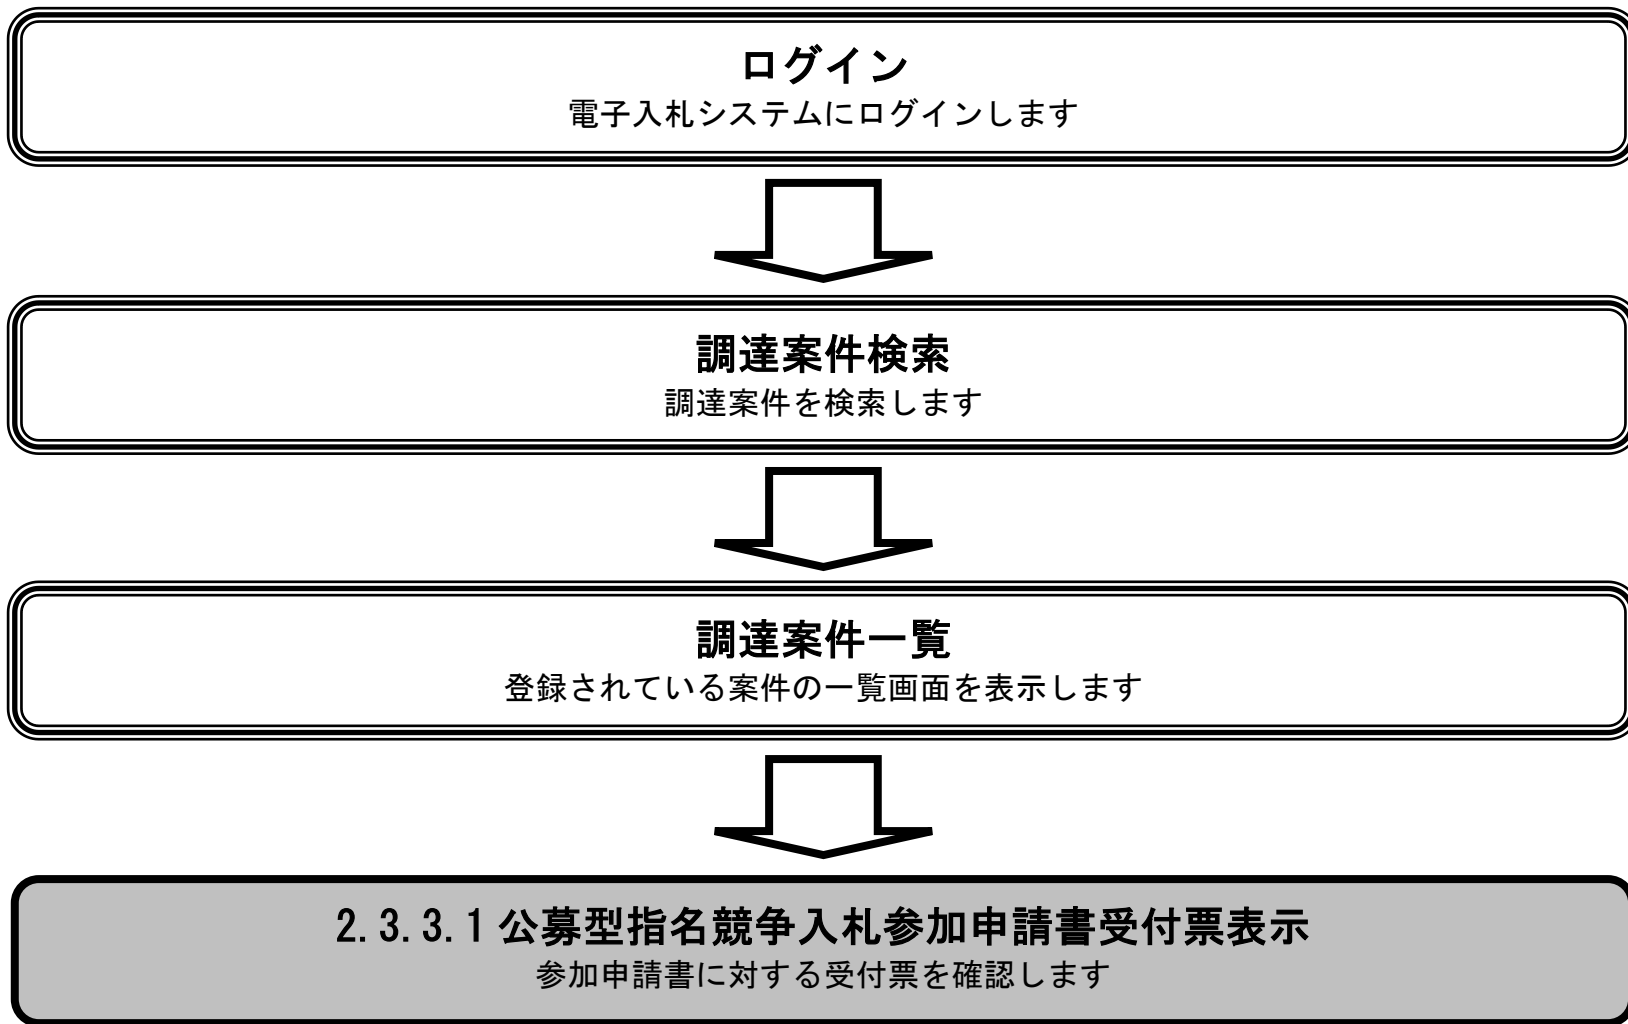 ログイン
電子入札システムにログインします
調達案件検索
調達案件を検索します
調達案件一覧
登録されている案件の一覧画面を表示します
2.3.3.1 公募型指名競争入札参加申請書受付票表示
参加申請書に対する受付票を確認します